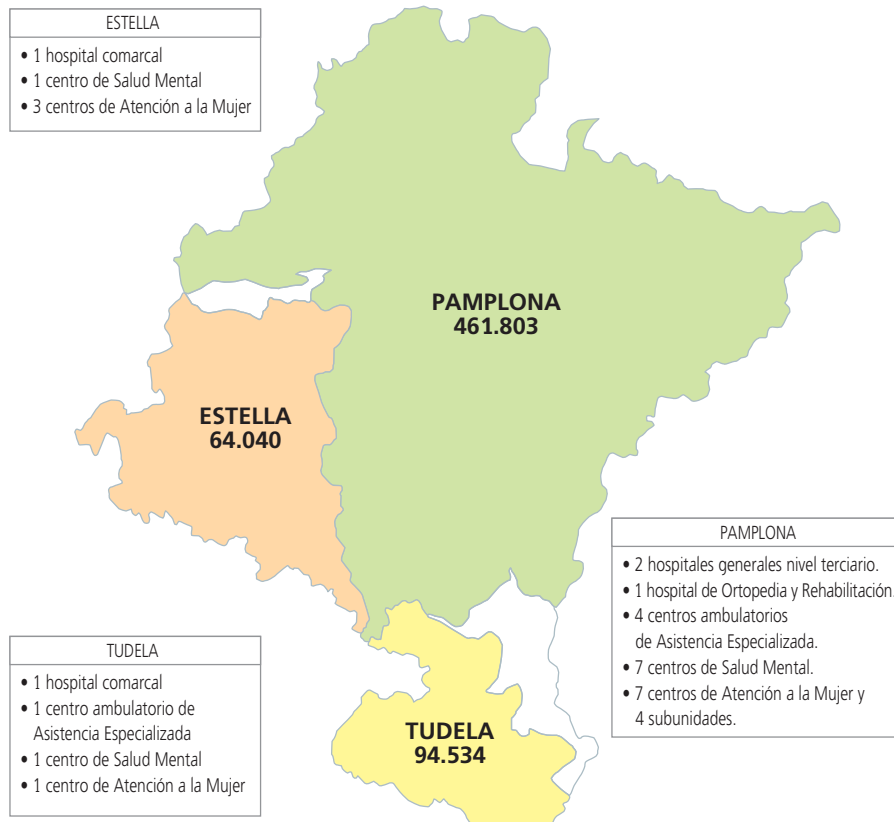 ESTELLA
• 1 hospital comarcal
• 1 centro de Salud Mental
• 3 centros de Atención a la Mujer
PAMPLONA
461.803
ESTELLA
64.040
PAMPLONA
• 2 hospitales generales nivel terciario.
• 1 hospital de Ortopedia y Rehabilitación.
• 4 centros ambulatorios
de Asistencia Especializada.
• 7 centros de Salud Mental.
• 7 centros de Atención a la Mujer y
4 subunidades.
TUDELA
• 1 hospital comarcal
• 1 centro ambulatorio de
Asistencia Especializada
• 1 centro de Salud Mental
• 1 centro de Atención a la Mujer
TUDELA
94.534